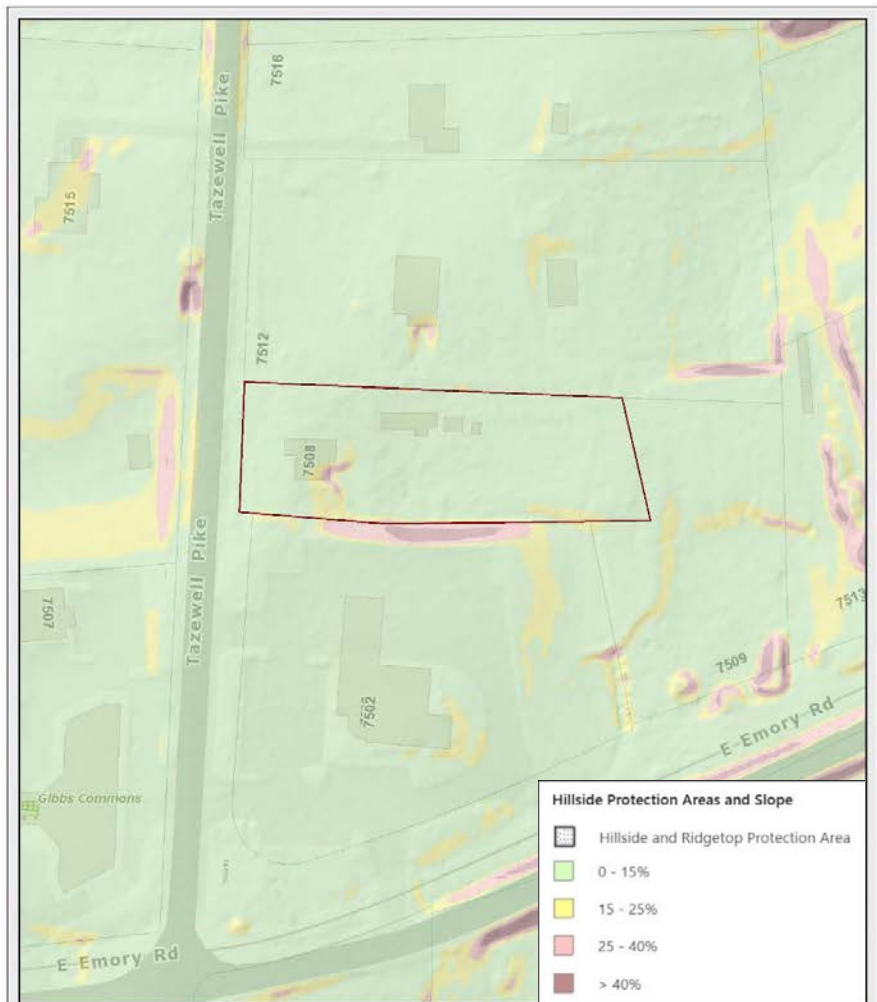 7516
Tazewell Pike
7515
7512
7508
Tazewell Pike
7507
7502
7513
7509
E Emory Rd
Gibbs Commons
E Emory Rd
Hillside Protection Areas and Slope
Hillside and Ridgetop Protection Area
0 - 15%
15 - 25%
25 - 40%
> 40%